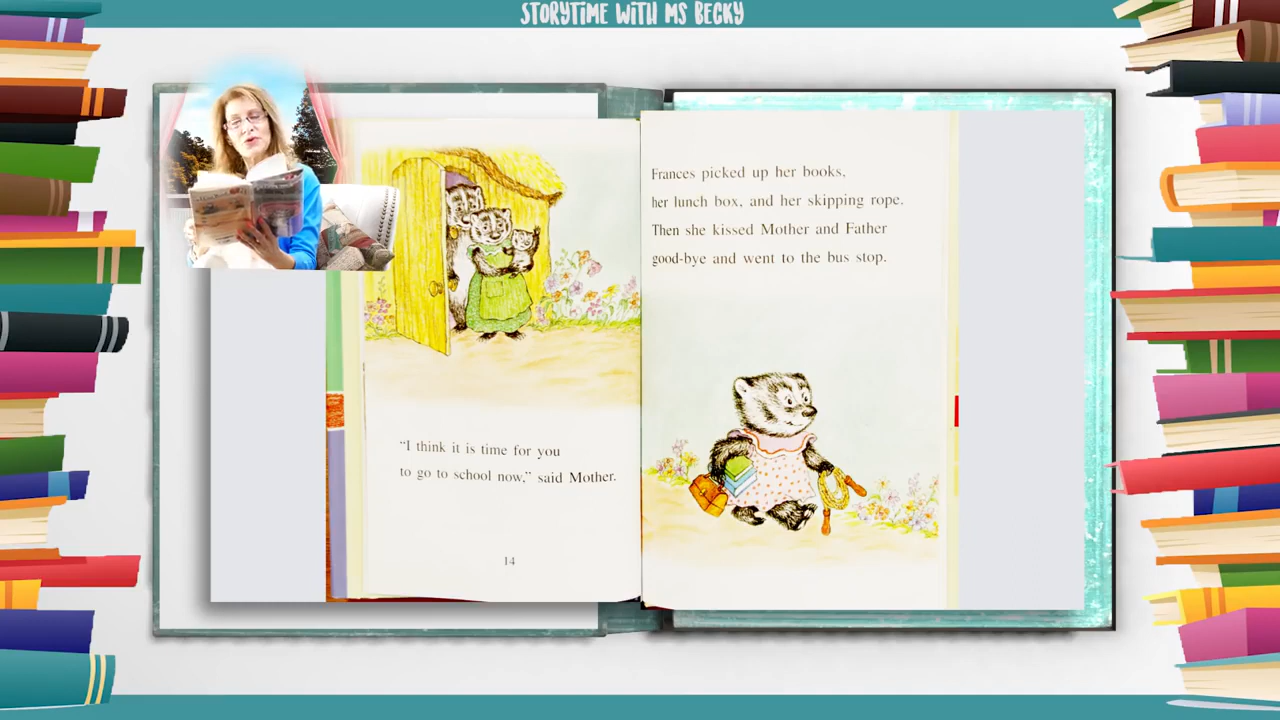 STORYTIME WITH MS BECKY
"I think it is time for you
to go to school now," said Mother.
14
Frances picked up her books,
her lunch box, and her skipping rope.
Then she kissed Mother and Father
good-bye and went to the bus stop.